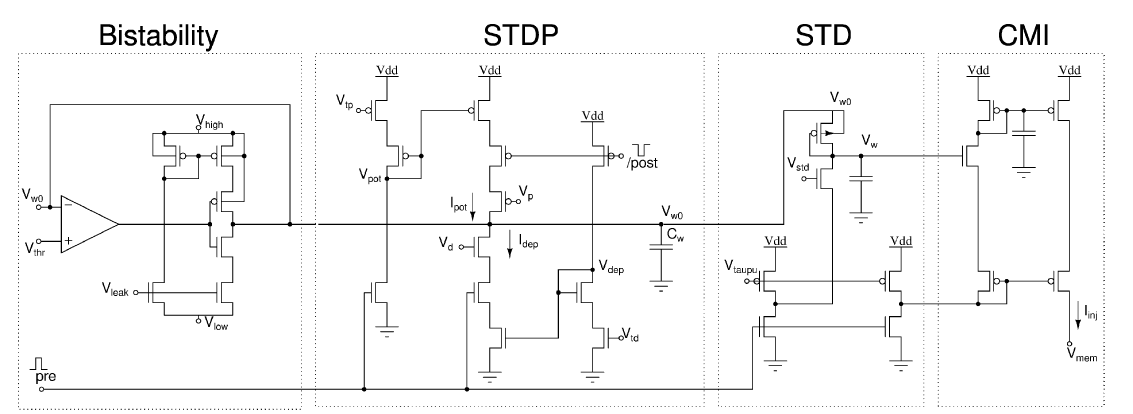 Bistability
STDP
STD
CMI
Vdd
Vdd
Vdd
Vdd
Vtp
Vdd
Vw0
Vhigh
Vw
/post
Vpot
Vstd
Vw0
Ipot
Vp
Vw0
Vthr
Vd
Idep
Cw
Vdd
Vdd
Vdep
Vtaupu
Vleak
Vlow
Iinj
Vtd
Vmem
pre